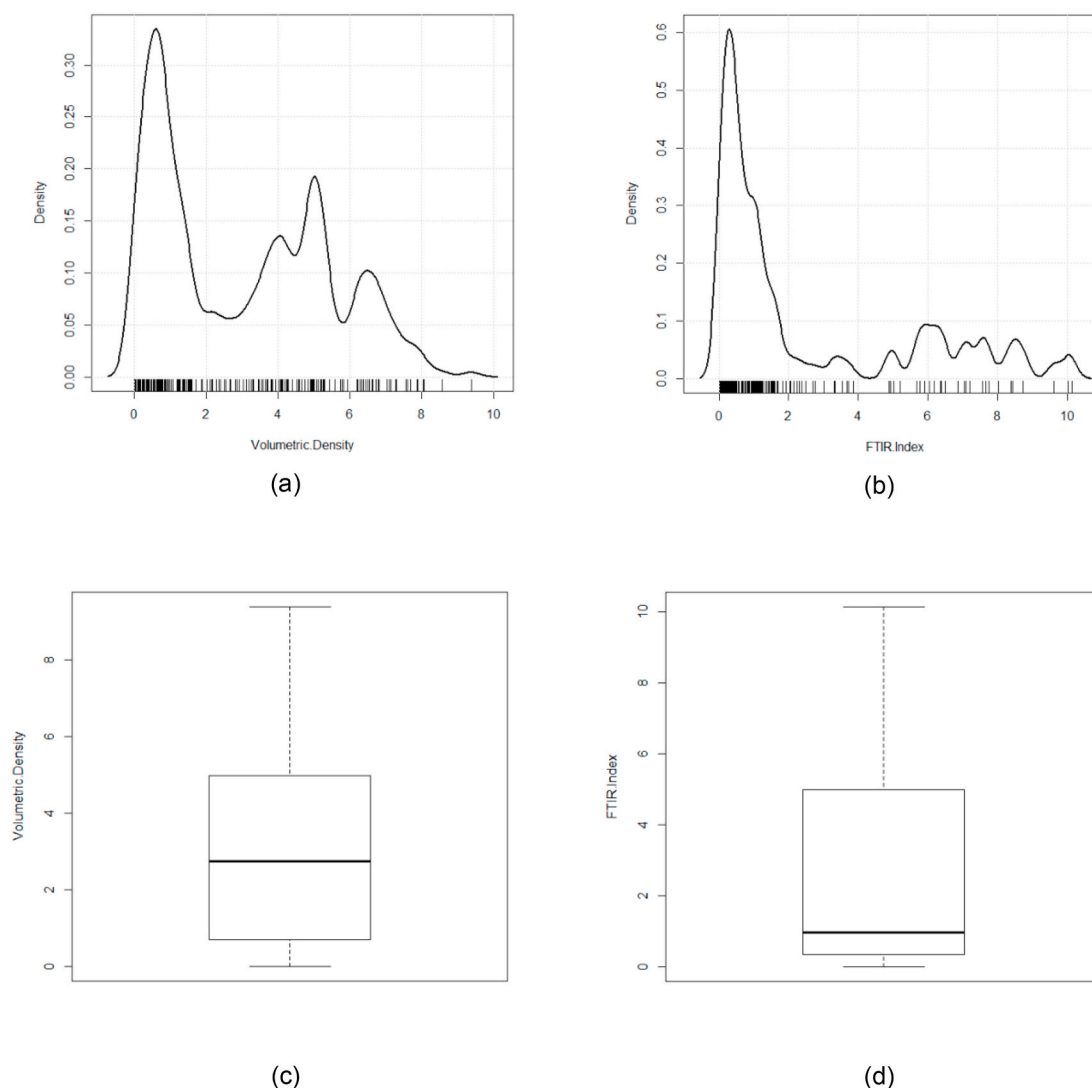 Density
0.00 0.05 0.10 0.15 0.20 0.25 0.30
0 2 4 6 8 10
Volumetric.Density
(a)
Density
0.0 0.1 0.2 0.3 0.4 0.5 0.6
0 2 4 6 8 10
FTIR.Index
(b)
Volumetric.Density
0 2 4 6 8
(c)
FTIR.Index
0 2 4 6 8 10
(d)